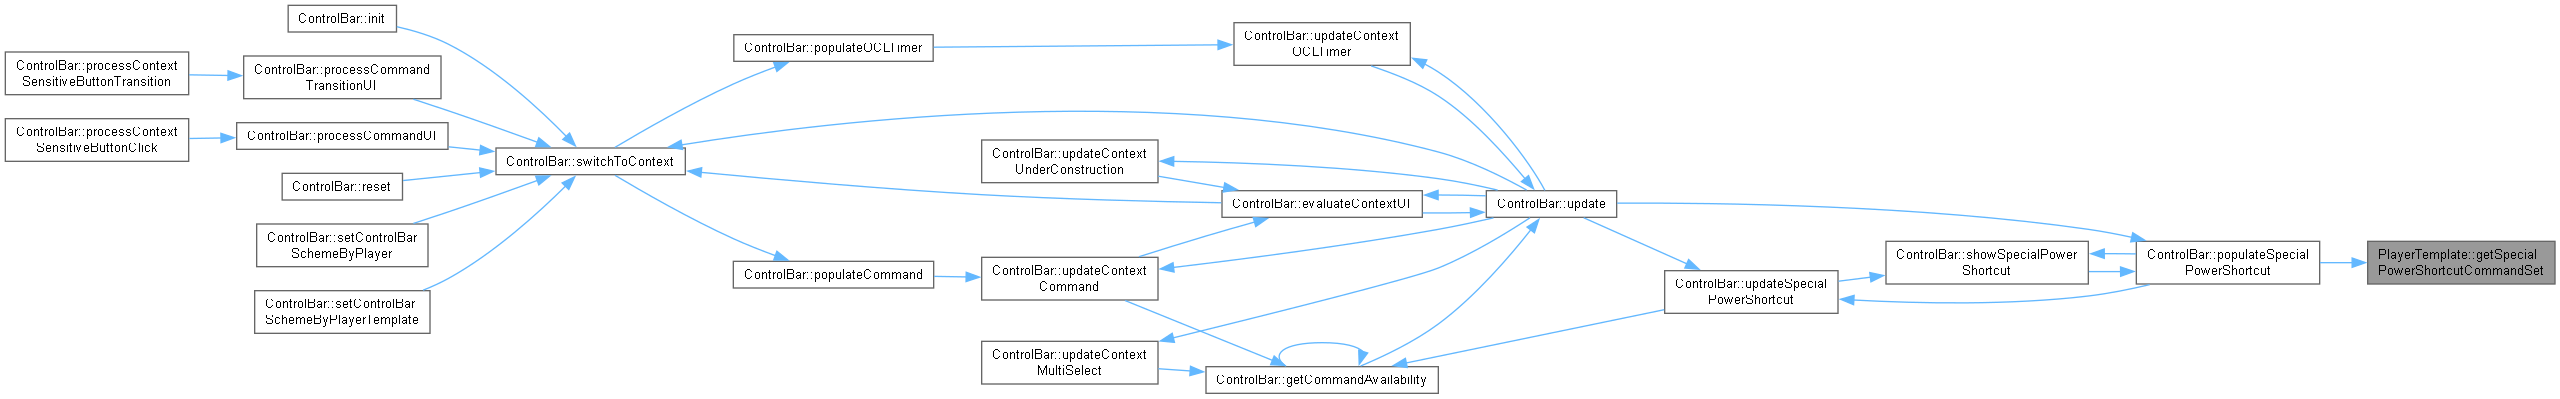 ControlBar::init
ControlBar::processContext
SensitiveButtonTransition
ControlBar::processCommand
TransitionUI
ControlBar::processContext
SensitiveButtonClick
ControlBar::processCommandUI
ControlBar::reset
ControlBar::setControlBar
SchemeByPlayer
ControlBar::setControlBar
SchemeByPlayerTemplate
ControlBar::switchToContext
ControlBar::populateOCLTimer
ControlBar::populateCommand
ControlBar::updateContext
OCLTimer
ControlBar::updateContext
UnderConstruction
ControlBar::evaluateContextUI
ControlBar::updateContext
Command
ControlBar::updateContext
MultiSelect
ControlBar::getCommandAvailability
ControlBar::update
ControlBar::updateSpecial
PowerShortcut
ControlBar::showSpecialPower
Shortcut
ControlBar::populateSpecial
PowerShortcut
PlayerTemplate::getSpecial
PowerShortcutCommandSet